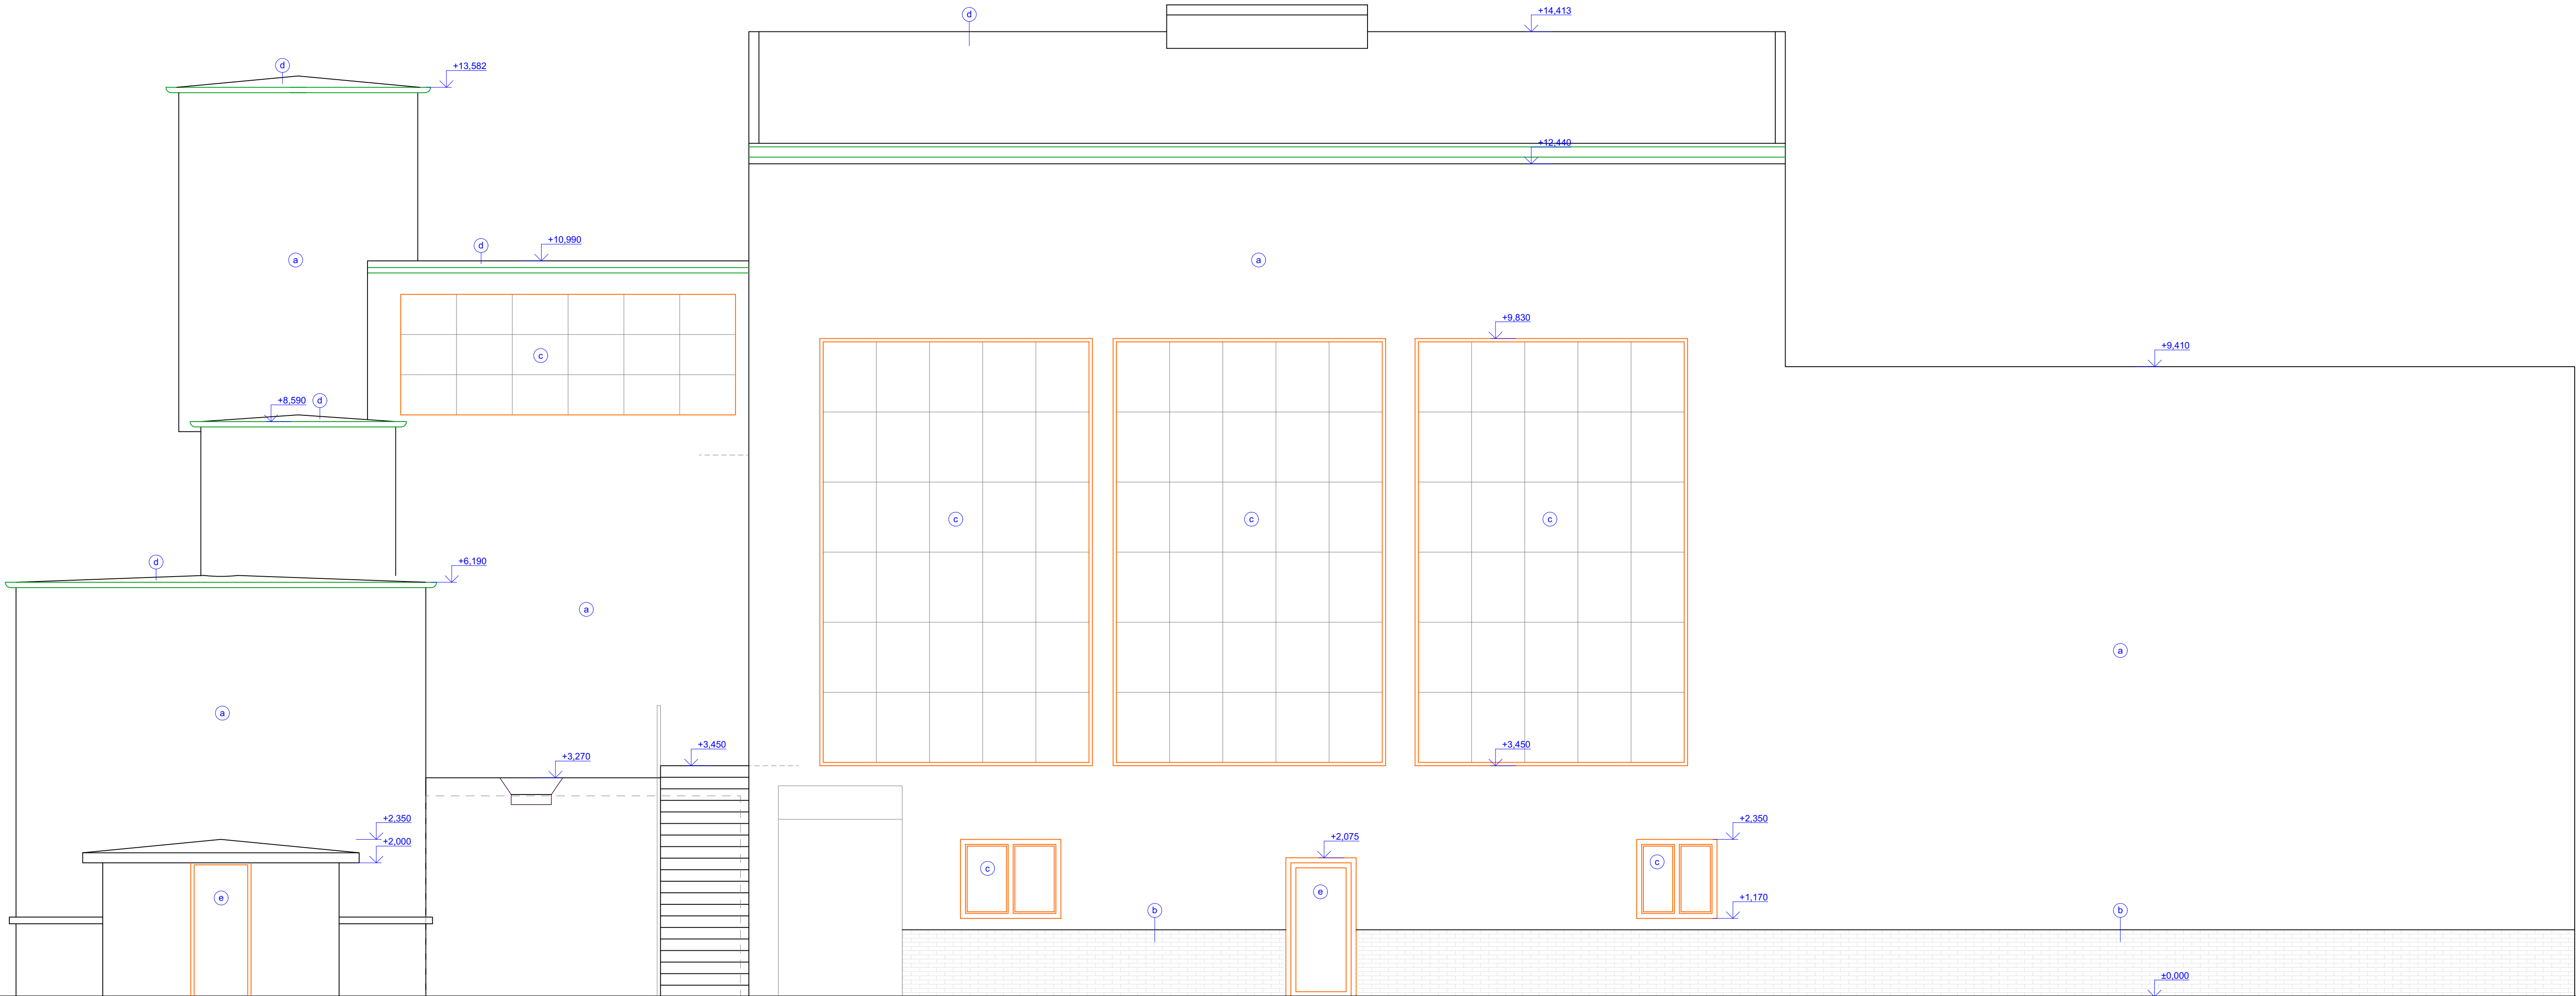 d
+14,413
d
+13,582
+12,440
d
+10,990
a
a
+9,830
+9,410
c
+8,590
d
c
c
c
d
+6,190
a
a
a
+3,450
+3,450
+3,270
+2,350
+2,350
+2,075
+2,000
c
c
e
e
+1,170
b
b
±0,000